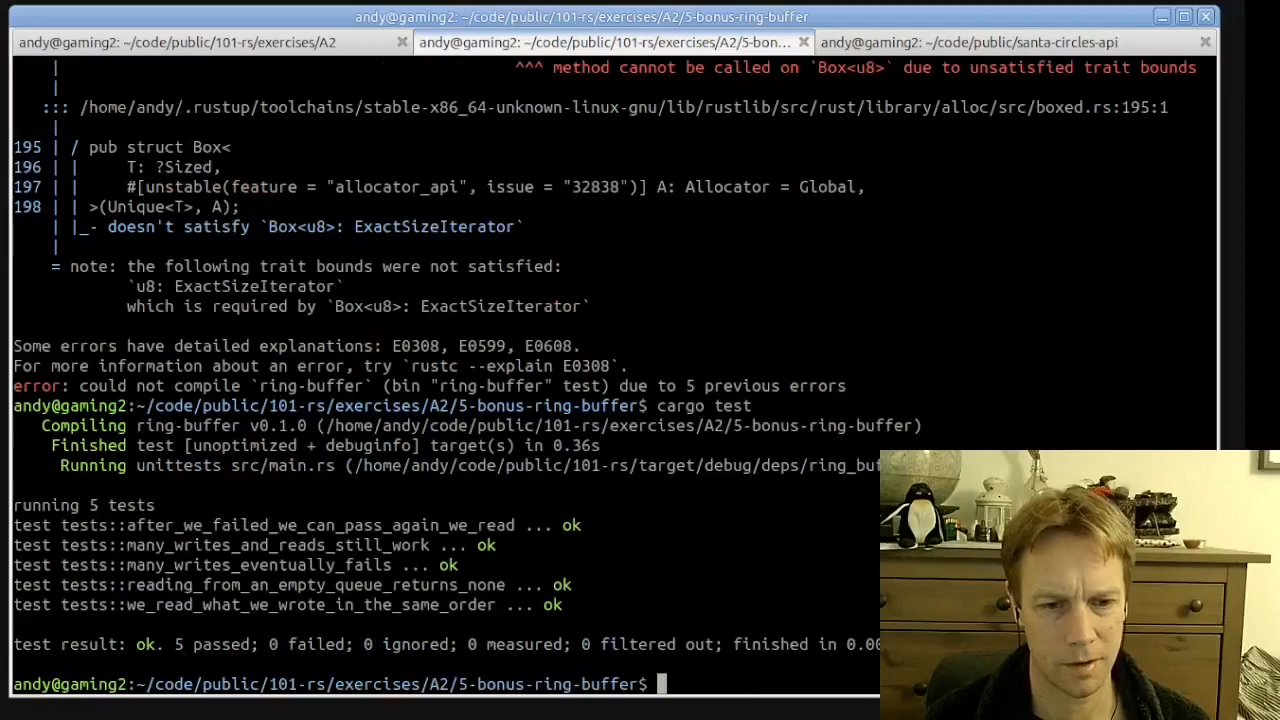 andy@gaming2: ~/code/public/101-rs/exercises/A2/5-bonus-ring-buffer
andy@gaming2: ~/code/public/101-rs/exercises/A2
andy@gaming2: ~/code/public/101-rs/exercises/A2/5-bon...
andy@gaming2: ~/code/public/santa-circles-api
| ^^^ method cannot be called on `Box<u8>` due to unsatisfied trait bounds
|
::: /home/andy/.rustup/toolchains/stable-x86_64-unknown-linux-gnu/lib/rustlib/src/rust/library/alloc/src/boxed.rs:195:1
|
195 | / pub struct Box<
196 | |     T: ?Sized,
197 | |     #[unstable(feature = "allocator_api", issue = "32838")] A: Allocator = Global,
198 | | >(Unique<T>, A);
| |_- doesn't satisfy `Box<u8>: ExactSizeIterator`
|
= note: the following trait bounds were not satisfied:
`u8: ExactSizeIterator`
which is required by `Box<u8>: ExactSizeIterator`
Some errors have detailed explanations: E0308, E0599, E0608.
For more information about an error, try `rustc --explain E0308`.
error: could not compile `ring-buffer` (bin "ring-buffer" test) due to 5 previous errors
andy@gaming2:~/code/public/101-rs/exercises/A2/5-bonus-ring-buffer$ cargo test
Compiling ring-buffer v0.1.0 (/home/andy/code/public/101-rs/exercises/A2/5-bonus-ring-buffer)
Finished test [unoptimized + debuginfo] target(s) in 0.36s
Running unittests src/main.rs (/home/andy/code/public/101-rs/target/debug/deps/ring_bu
running 5 tests
test tests::after_we_failed_we_can_pass_again_we_read ... ok
test tests::many_writes_and_reads_still_work ... ok
test tests::many_writes_eventually_fails ... ok
test tests::reading_from_an_empty_queue_returns_none ... ok
test tests::we_read_what_we_wrote_in_the_same_order ... ok
test result: ok. 5 passed; 0 failed; 0 ignored; 0 measured; 0 filtered out; finished in 0.00
andy@gaming2:~/code/public/101-rs/exercises/A2/5-bonus-ring-buffer$